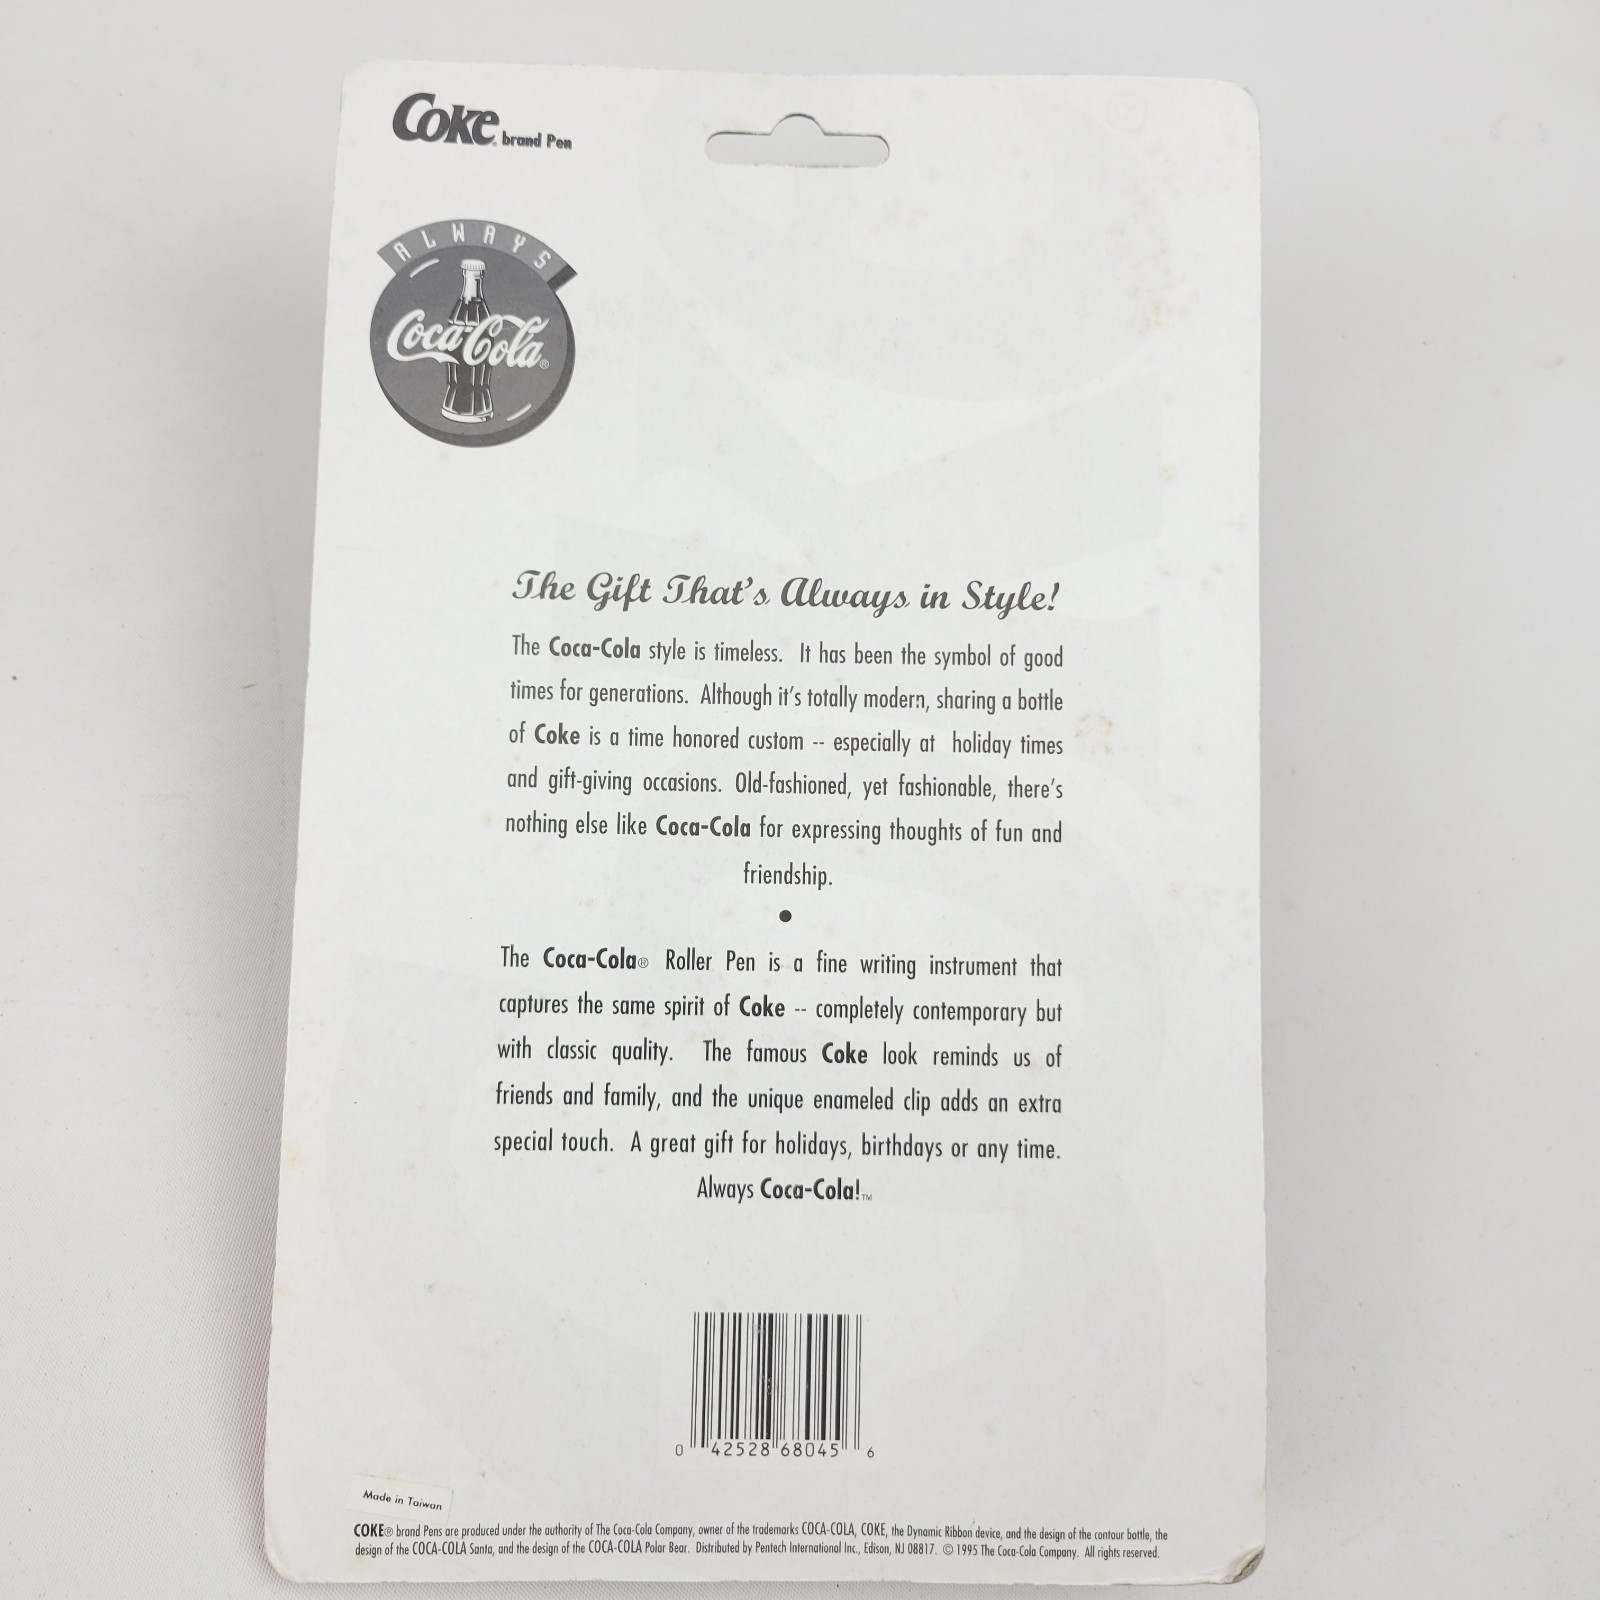 Coke® brand Pen
ALWAYS
Coca-Cola®
The Gift That's Always in Style!
The Coca-Cola style is timeless. It has been the symbol of good
times for generations. Although it's totally modern, sharing a bottle
of Coke is a time honored custom -- especially at holiday times
and gift-giving occasions. Old-fashioned, yet fashionable, there's
nothing else like Coca-Cola for expressing thoughts of fun and
friendship.
•
The Coca-Cola® Roller Pen is a fine writing instrument that
captures the same spirit of Coke -- completely contemporary but
with classic quality. The famous Coke look reminds us of
friends and family, and the unique enameled clip adds an extra
special touch. A great gift for holidays, birthdays or any time.
Always Coca-Cola!™
0 42528 68045 6
Made in Taiwan
COKE® brand Pens are produced under the authority of The Coca-Cola Company, owner of the trademarks COCA-COLA, COKE, the Dynamic Ribbon device, and the design of the contour bottle, the
design of the COCA-COLA Santa, and the design of the COCA-COLA Polar Bear. Distributed by Pentech International Inc., Edison, NJ 08817. © 1995 The Coca-Cola Company. All rights reserved.